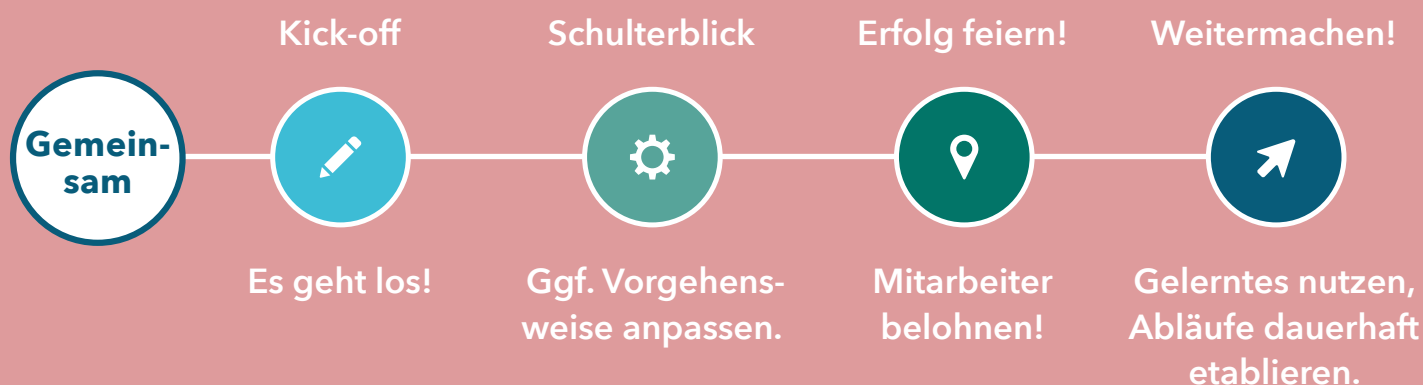 Kick-off
Schulterblick
Erfolg feiern!
Weitermachen!
Gemein-
sam
Es geht los!
Ggf. Vorgehens-
weise anpassen.
Mitarbeiter
belohnen!
Gelerntes nutzen,
Abläufe dauerhaft
etablieren.